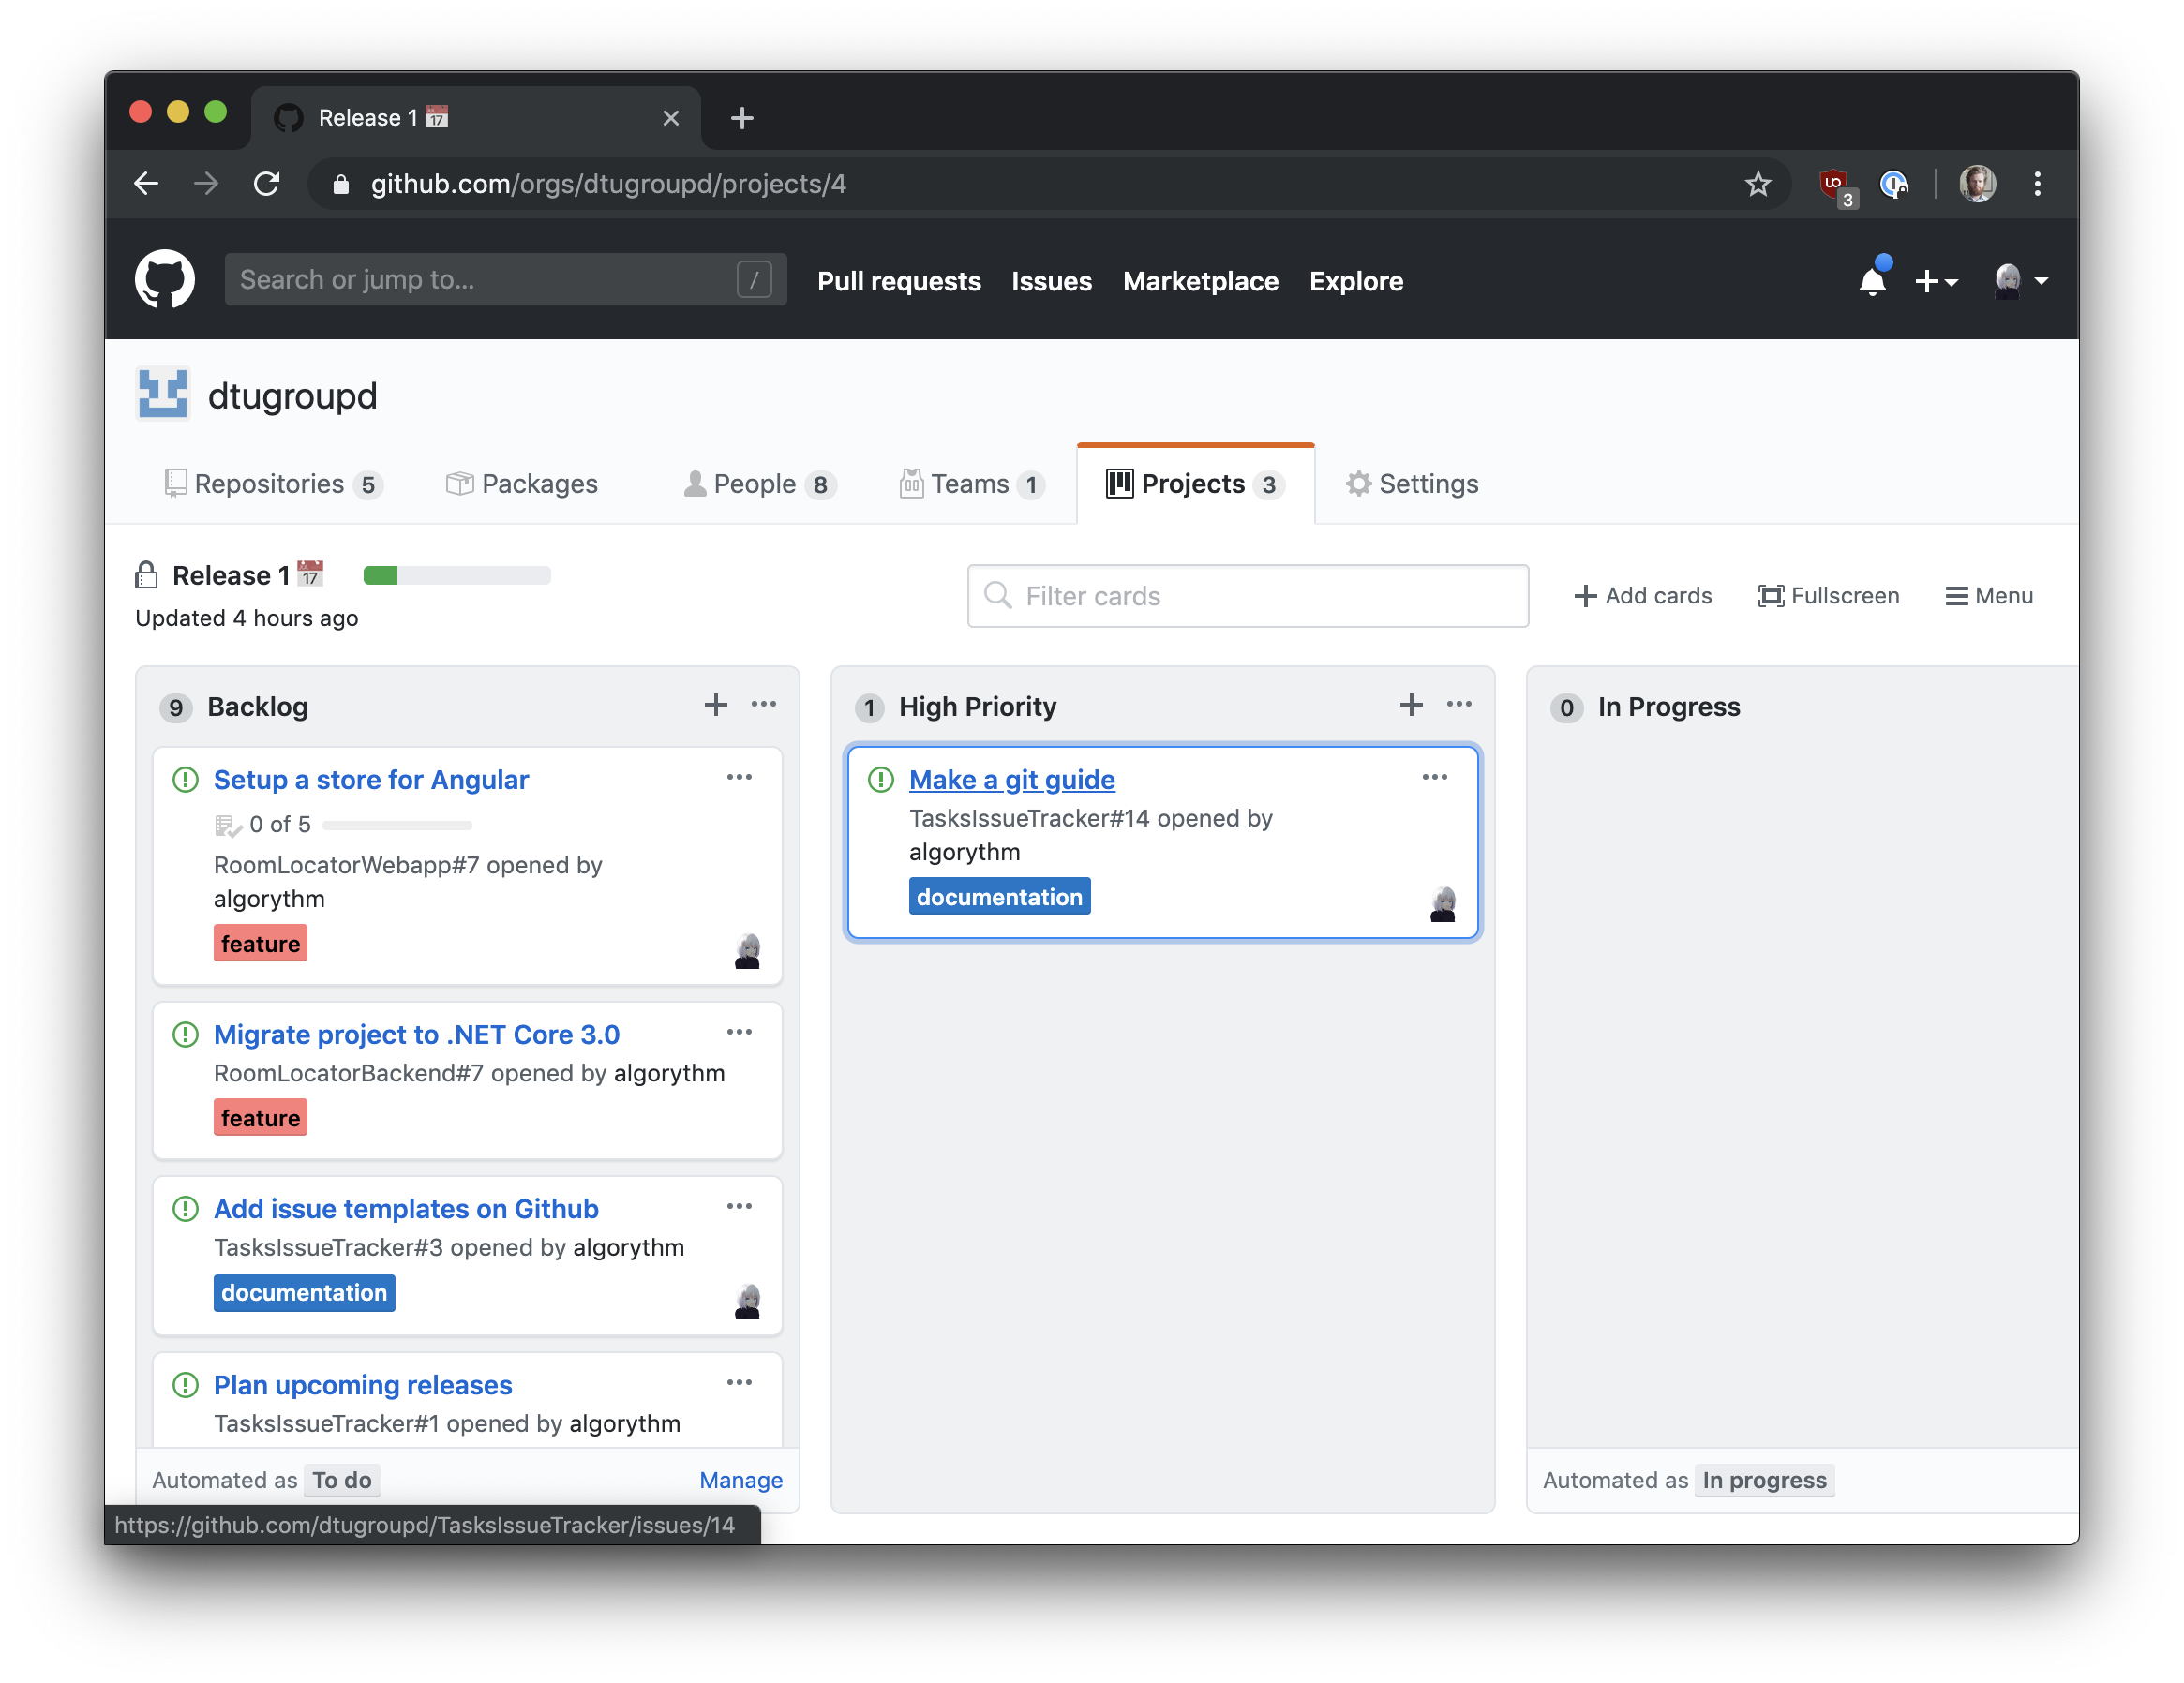 Release 1 📅
github.com/orgs/dtugroupd/projects/4
3
Search or jump to...
/
Pull requests
Issues
Marketplace
Explore
dtugroupd
Repositories 5
Packages
People 8
Teams 1
Projects 3
Settings
Release 1 📅
Updated 4 hours ago
Filter cards
Add cards
Fullscreen
Menu
9 Backlog
Setup a store for Angular
0 of 5
RoomLocatorWebapp#7 opened by
algorythm
feature
Migrate project to .NET Core 3.0
RoomLocatorBackend#7 opened by algorythm
feature
Add issue templates on Github
TasksIssueTracker#3 opened by algorythm
documentation
Plan upcoming releases
TasksIssueTracker#1 opened by algorythm
Automated as To do
Manage
1 High Priority
Make a git guide
TasksIssueTracker#14 opened by
algorythm
documentation
0 In Progress
Automated as In progress
https://github.com/dtugroupd/TasksIssueTracker/issues/14